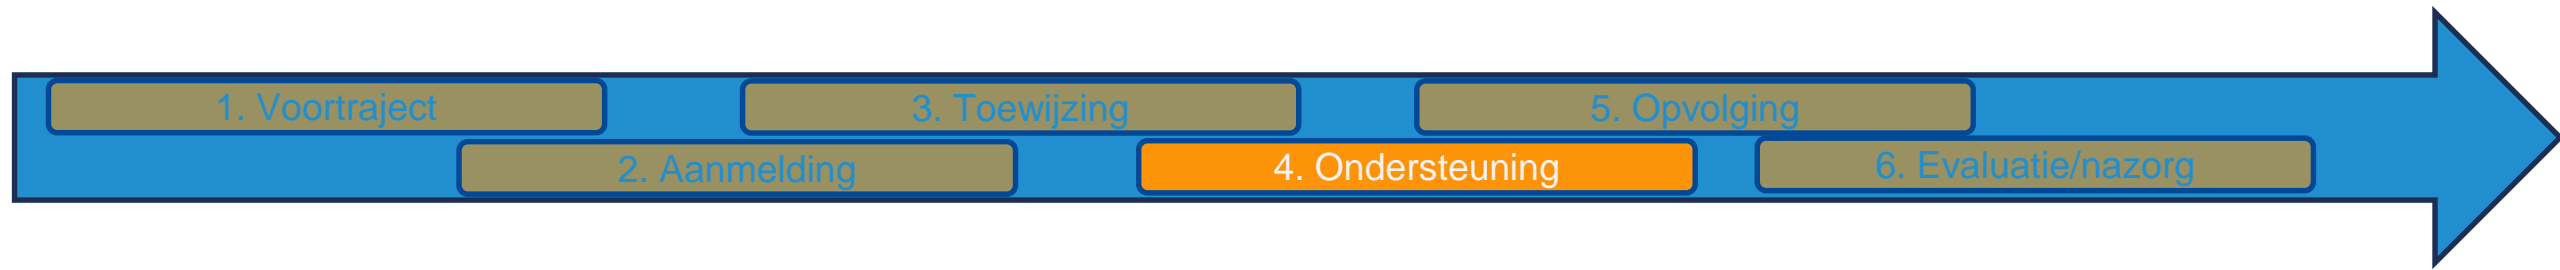 1. Voortraject
2. Aanmelding
3. Toewijzing
4. Ondersteuning
5. Opvolging
6. Evaluatie/nazorg